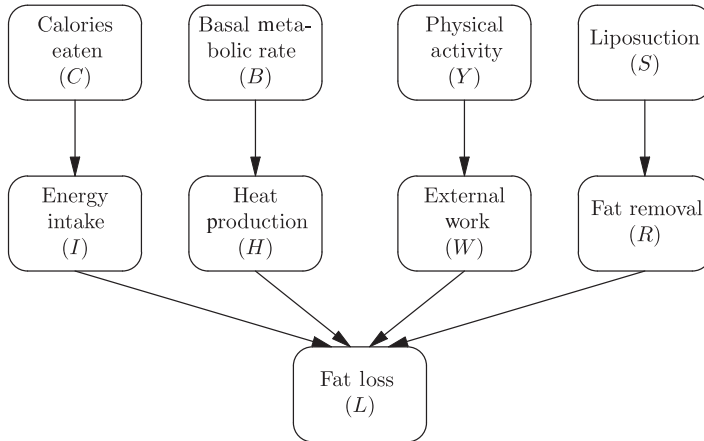 Calories
eaten
(C)
Basal meta-
bolic rate
(B)
Physical
activity
(Y)
Liposuction
(S)
Energy
intake
(I)
Heat
production
(H)
External
work
(W)
Fat removal
(R)
Fat loss
(L)